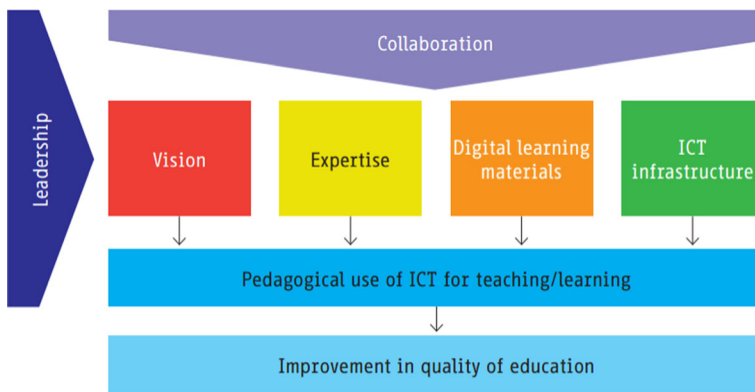 Leadership
Collaboration
Vision
Expertise
Digital learning
materials
ICT
infrastructure
Pedagogical use of ICT for teaching/learning
Improvement in quality of education